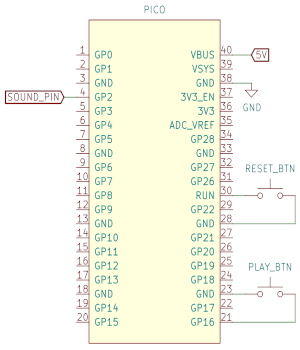 PICO
1 GP0 VBUS 40 5V
2 GP1 VSYS 39
3 GND GND 38
SOUND_PIN 4 GP2 3V3_EN 37
GND
5 GP3 3V3 36
6 GP4 ADC_VREF 35
7 GP5 GP28 34
8 GND GND 33
9 GP6 GP27 32
10 GP7 GP26 31
RESET_BTN
11 GP8 RUN 30
12 GP9 GP22 29
13 GND GND 28
14 GP10 GP21 27
15 GP11 GP20 26
16 GP12 GP19 25
17 GP13 GP18 24
PLAY_BTN
18 GND GND 23
19 GP14 GP17 22
20 GP15 GP16 21